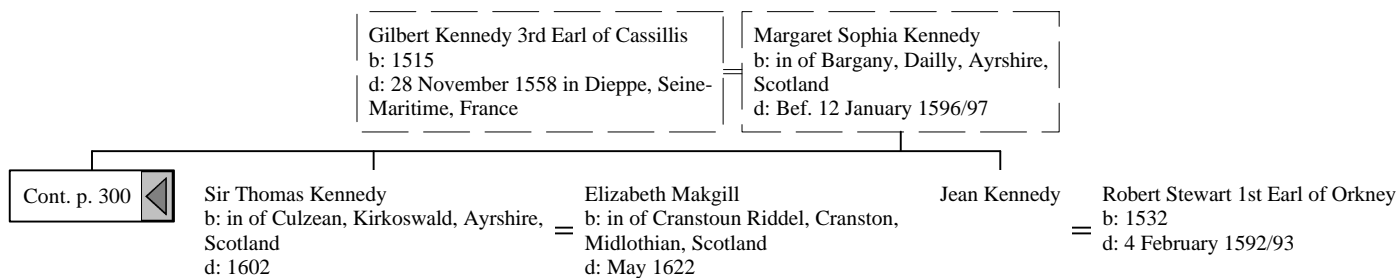 Gilbert Kennedy 3rd Earl of Cassillis
b: 1515
d: 28 November 1558 in Dieppe, Seine-
Maritime, France
=
Margaret Sophia Kennedy
b: in of Bargany, Dailly, Ayrshire,
Scotland
d: Bef. 12 January 1596/97
Cont. p. 300
Sir Thomas Kennedy
b: in of Culzean, Kirkoswald, Ayrshire,
Scotland
d: 1602
=
Elizabeth Makgill
b: in of Cranstoun Riddel, Cranston,
Midlothian, Scotland
d: May 1622
Jean Kennedy
=
Robert Stewart 1st Earl of Orkney
b: 1532
d: 4 February 1592/93